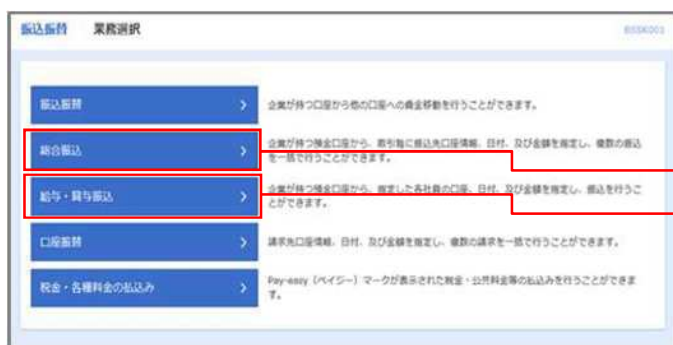 振込振替 業務選択 BSSK001
振込振替
企業が持つ口座から他の口座への資金移動を行うことができます。
総合振込
企業が持つ預金口座から、取引毎に振込先口座情報、日付、及び金額を指定し、複数の振込
を一括で行うことができます。
給与・賞与振込
企業が持つ預金口座から、指定した各社員の口座、日付、及び金額を指定し、振込を行うこ
とができます。
口座振替
請求先口座情報、日付、及び金額を指定し、複数の請求を一括で行うことができます。
税金・各種料金の払込み
Pay-easy（ペイジー）マークが表示された税金・公共料金等の払込みを行うことができま
す。